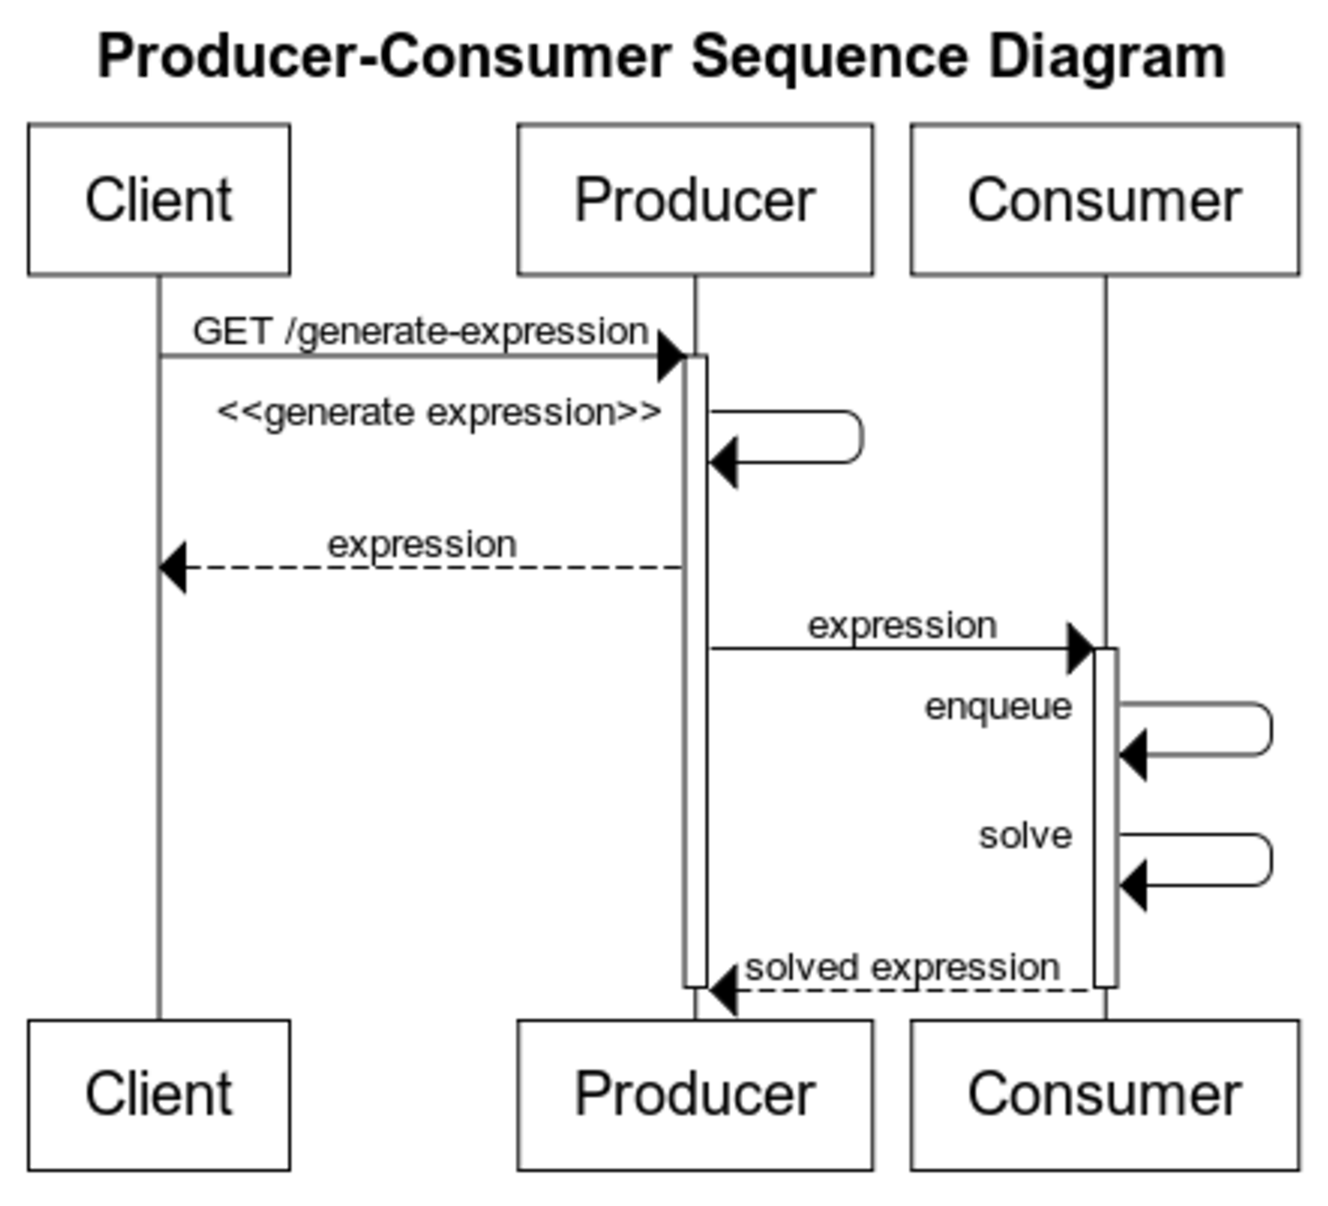 Producer-Consumer Sequence Diagram
Client
Producer
Consumer
GET /generate-expression
<<generate expression>>
expression
expression
enqueue
solve
solved expression
Client
Producer
Consumer